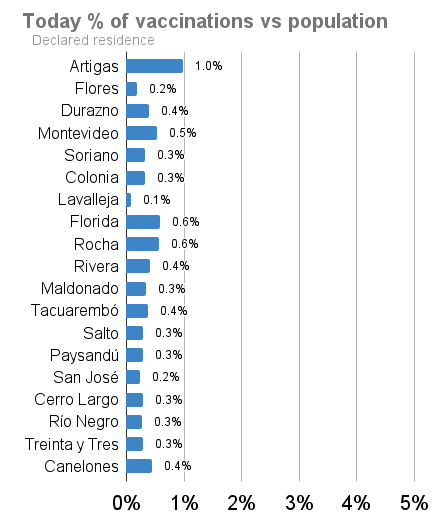 Today % of vaccinations vs population
Declared residence
Artigas 1.0%
Flores 0.2%
Durazno 0.4%
Montevideo 0.5%
Soriano 0.3%
Colonia 0.3%
Lavalleja 0.1%
Florida 0.6%
Rocha 0.6%
Rivera 0.4%
Maldonado 0.3%
Tacuarembó 0.4%
Salto 0.3%
Paysandú 0.3%
San José 0.2%
Cerro Largo 0.3%
Río Negro 0.3%
Treinta y Tres 0.3%
Canelones 0.4%
0% 1% 2% 3% 4% 5%